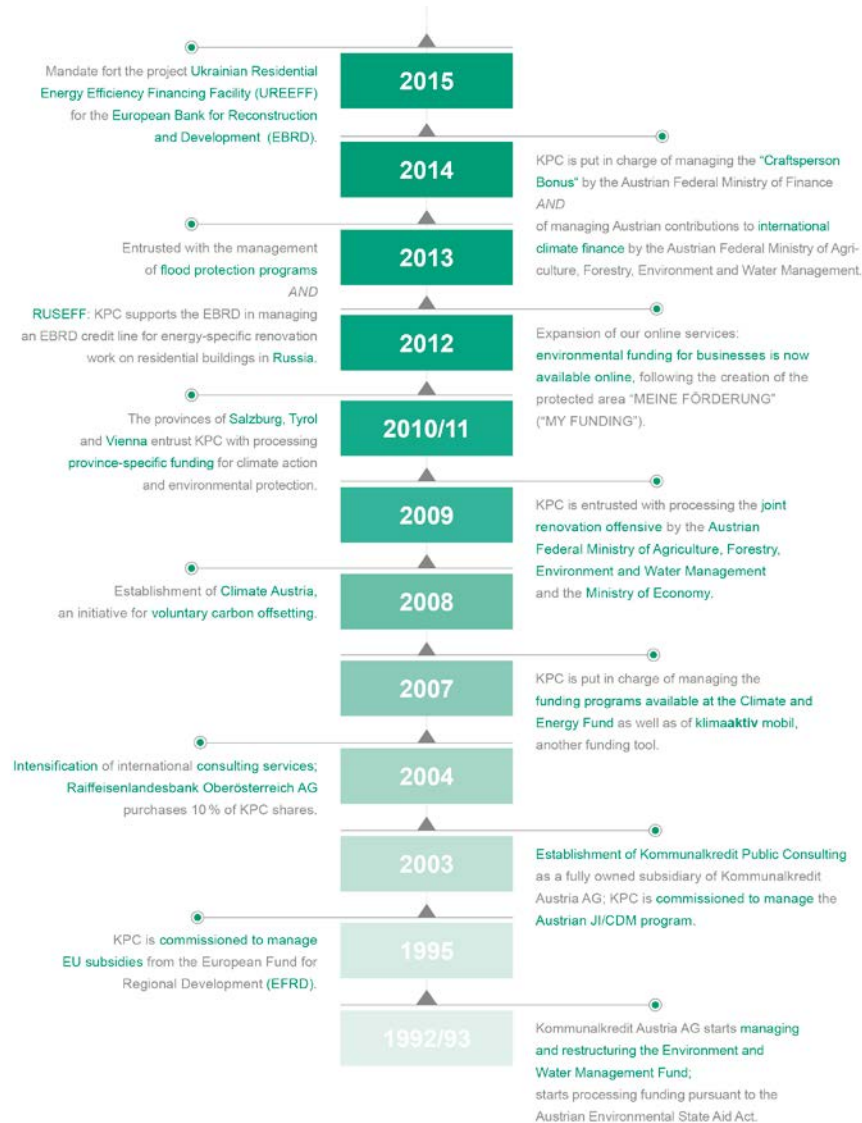 2015
Mandate fort the project Ukrainian Residential
Energy Efficiency Financing Facility (UREEFF)
for the European Bank for Reconstruction
and Development (EBRD).
2014
KPC is put in charge of managing the “Craftsperson
Bonus“ by the Austrian Federal Ministry of Finance
AND
of managing Austrian contributions to international
climate finance by the Austrian Federal Ministry of Agri-
culture, Forestry, Environment and Water Management.
2013
Entrusted with the management
of flood protection programs
AND
RUSEFF: KPC supports the EBRD in managing
an EBRD credit line for energy-specific renovation
work on residential buildings in Russia.
2012
Expansion of our online services:
environmental funding for businesses is now
available online, following the creation of the
protected area “MEINE FÖRDERUNG”
(“MY FUNDING”).
2010/11
The provinces of Salzburg, Tyrol
and Vienna entrust KPC with processing
province-specific funding for climate action
and environmental protection.
2009
KPC is entrusted with processing the joint
renovation offensive by the Austrian
Federal Ministry of Agriculture, Forestry,
Environment and Water Management
and the Ministry of Economy.
2008
Establishment of Climate Austria,
an initiative for voluntary carbon offsetting.
2007
KPC is put in charge of managing the
funding programs available at the Climate and
Energy Fund as well as of klimaaktiv mobil,
another funding tool.
2004
Intensification of international consulting services;
Raiffeisenlandesbank Oberösterreich AG
purchases 10 % of KPC shares.
2003
Establishment of Kommunalkredit Public Consulting
as a fully owned subsidiary of Kommunalkredit
Austria AG; KPC is commissioned to manage the
Austrian JI/CDM program.
1995
KPC is commissioned to manage
EU subsidies from the European Fund for
Regional Development (EFRD).
1992/93
Kommunalkredit Austria AG starts managing
and restructuring the Environment and
Water Management Fund;
starts processing funding pursuant to the
Austrian Environmental State Aid Act.